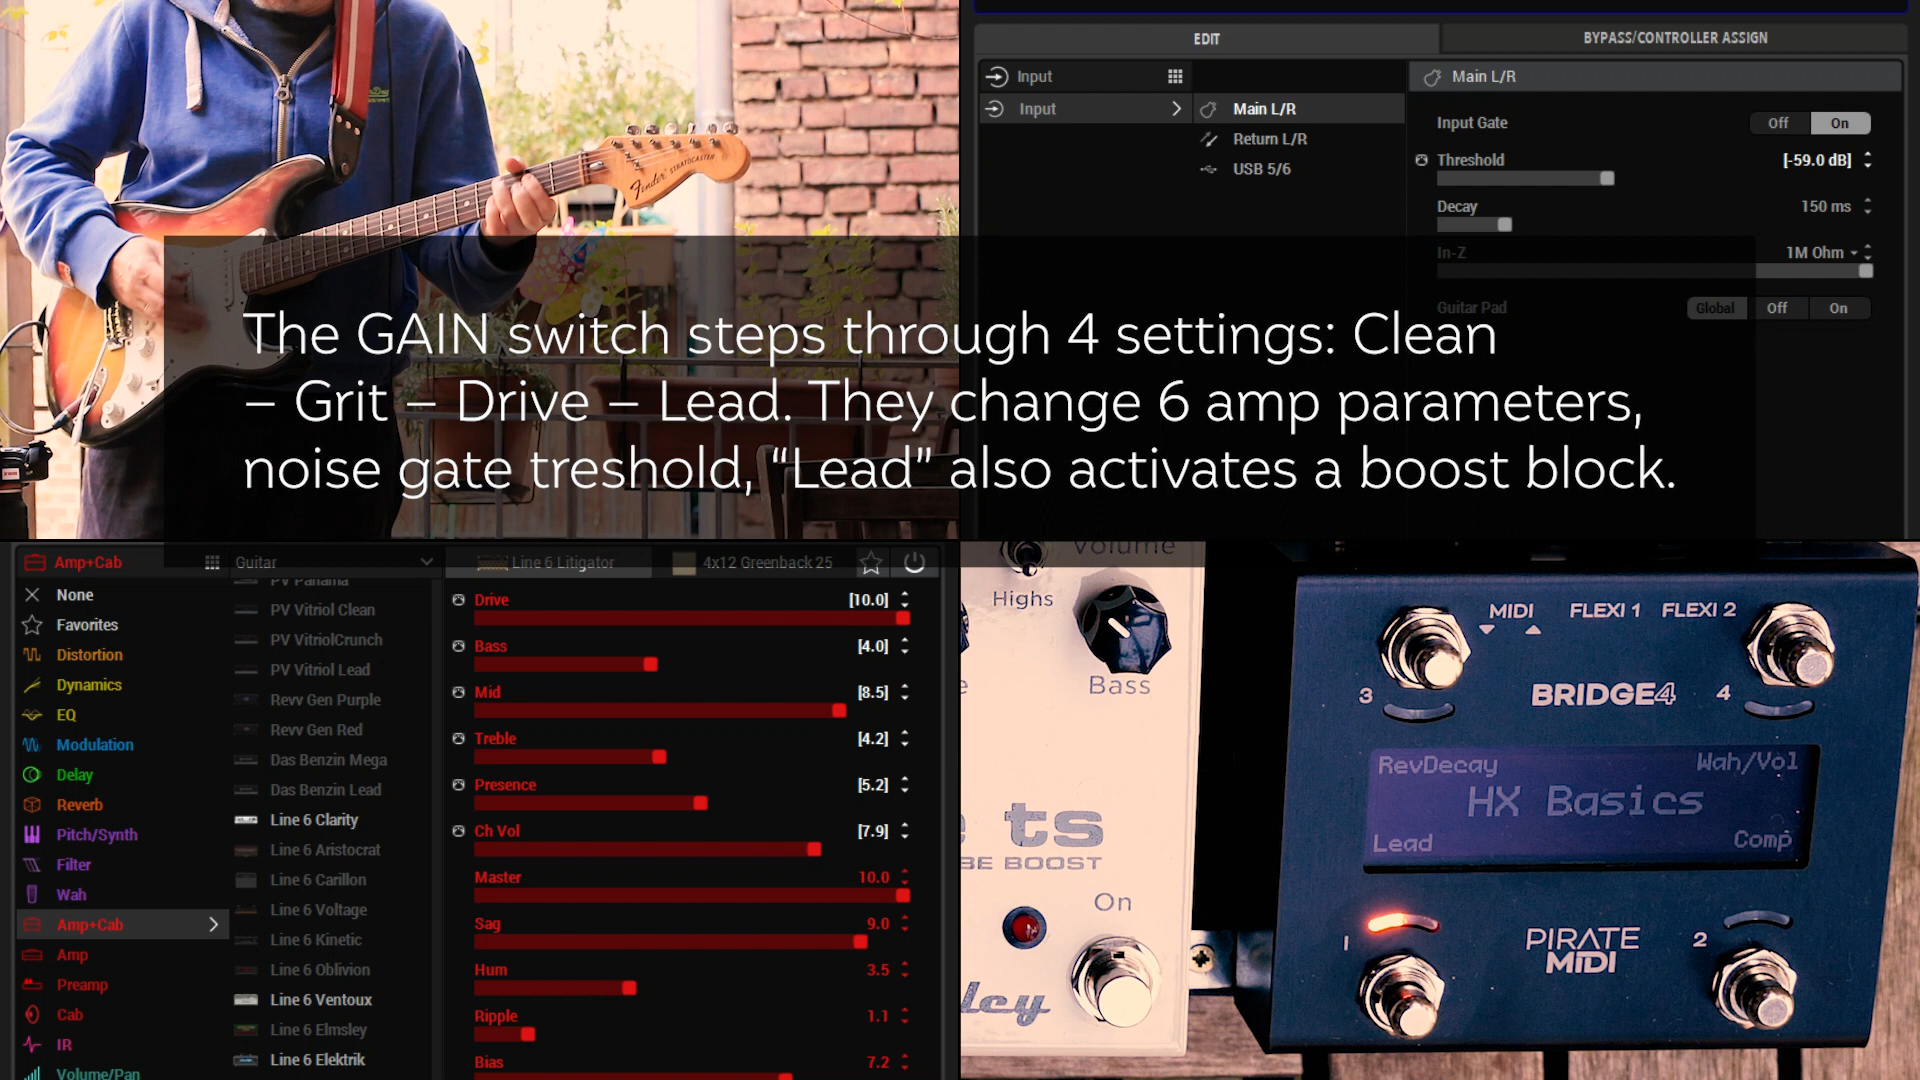 Fender STRATOCASTER
EDIT
BYPASS/CONTROLLER ASSIGN
Input
Main L/R
Input
Main L/R
Return L/R
USB 5/6
Input Gate
Off
On
Threshold
[-59.0 dB]
Decay
150 ms
In-Z
1M Ohm
Guitar Pad
Global
Off
On
The GAIN switch steps through 4 settings: Clean
– Grit – Drive – Lead. They change 6 amp parameters,
noise gate treshold, “Lead” also activates a boost block.
Amp+Cab
Guitar
Line 6 Litigator
4x12 Greenback 25
None
Favorites
Distortion
Dynamics
EQ
Modulation
Delay
Reverb
Pitch/Synth
Filter
Wah
Amp+Cab
Amp
Preamp
Cab
IR
Volume/Pan
PV Panama
PV Vitriol Clean
PV VitriolCrunch
PV Vitriol Lead
Revv Gen Purple
Revv Gen Red
Das Benzin Mega
Das Benzin Lead
Line 6 Clarity
Line 6 Aristocrat
Line 6 Carillon
Line 6 Voltage
Line 6 Kinetic
Line 6 Oblivion
Line 6 Ventoux
Line 6 Elmsley
Line 6 Elektrik
Drive [10.0]
Bass [4.0]
Mid [8.5]
Treble [4.2]
Presence [5.2]
Ch Vol [7.9]
Master 10.0
Sag 9.0
Hum 3.5
Ripple 1.1
Bias 7.2
Volume
Highs
Bass
ts
BE BOOST
On
ley
MIDI
FLEXI 1
FLEXI 2
3
BRIDGE4
4
RevDecay
Wah/Vol
HX Basics
Lead
Comp
1
PIRATE
MIDI
2